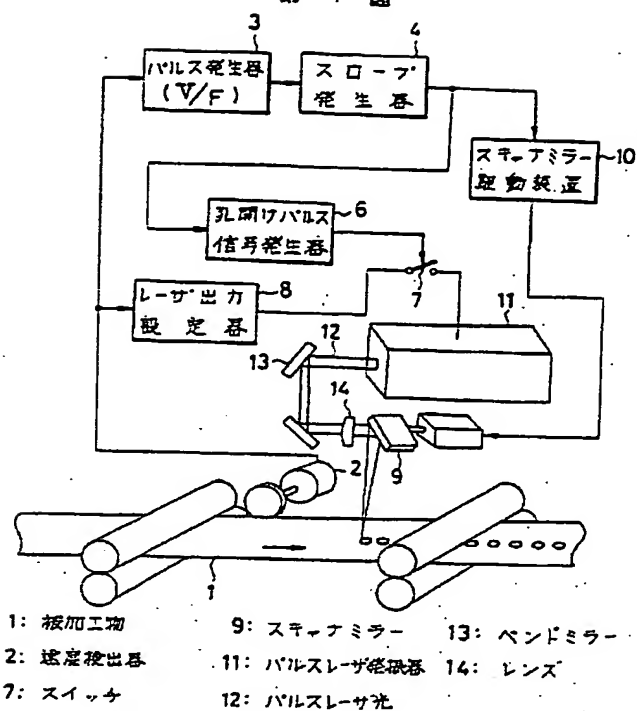 3
4
パルス発生器
(V/F)
スロープ
発生器
スキャナミラー
駆動装置
10
孔開けパルス
信号発生器
6
7
レーザ出力
設定器
8
11
12
13
14
2
9
1
1: 被加工物
2: 速度検出器
7: スイッチ
9: スキャナミラー
11: パルスレーザ発振器
12: パルスレーザ光
13: ベンドミラー
14: レンズ